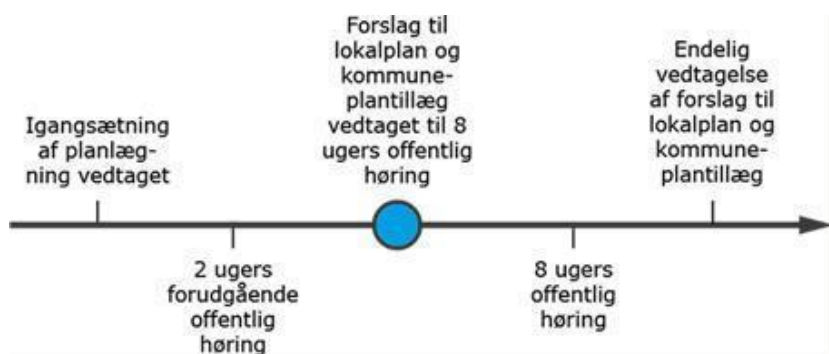 Igangsætning
af planlæg-
ning vedtaget
2 ugers
forudgående
offentlig
høring
Forslag til
lokalplan og
kommune-
plantillæg
vedtaget til 8
ugers offentlig
høring
8 ugers
offentlig
høring
Endelig
vedtagelse
af forslag til
lokalplan og
kommune-
plantillæg